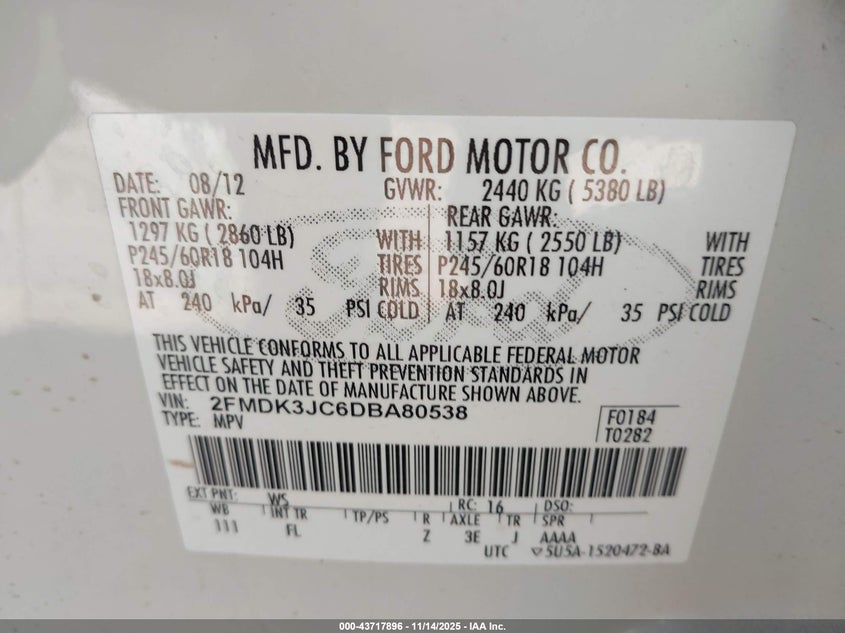 MFD. BY FORD MOTOR CO.
DATE: 08/12 GVWR: 2440 KG ( 5380 LB)
FRONT GAWR: REAR GAWR:
1297 KG ( 2860 LB) WITH 1157 KG ( 2550 LB) WITH
P245/60R18 104H TIRES P245/60R18 104H TIRES
18x8.0J RIMS 18x8.0J RIMS
AT 240 kPa/ 35 PSI COLD AT 240 kPa/ 35 PSI COLD
THIS VEHICLE CONFORMS TO ALL APPLICABLE FEDERAL MOTOR
VEHICLE SAFETY AND THEFT PREVENTION STANDARDS IN
EFFECT ON THE DATE OF MANUFACTURE SHOWN ABOVE.
VIN: 2FMDK3JC6DBA80538
TYPE: MPV
F0184
T0282
EXT PNT: WS RC: 16 DSO:
WB INT TR TP/PS R AXLE TR SPR
111 FL Z 3E J AAAA
UTC 5U5A-1520472-BA
Ford
000-43717896 - 11/14/2025 - IAA Inc.